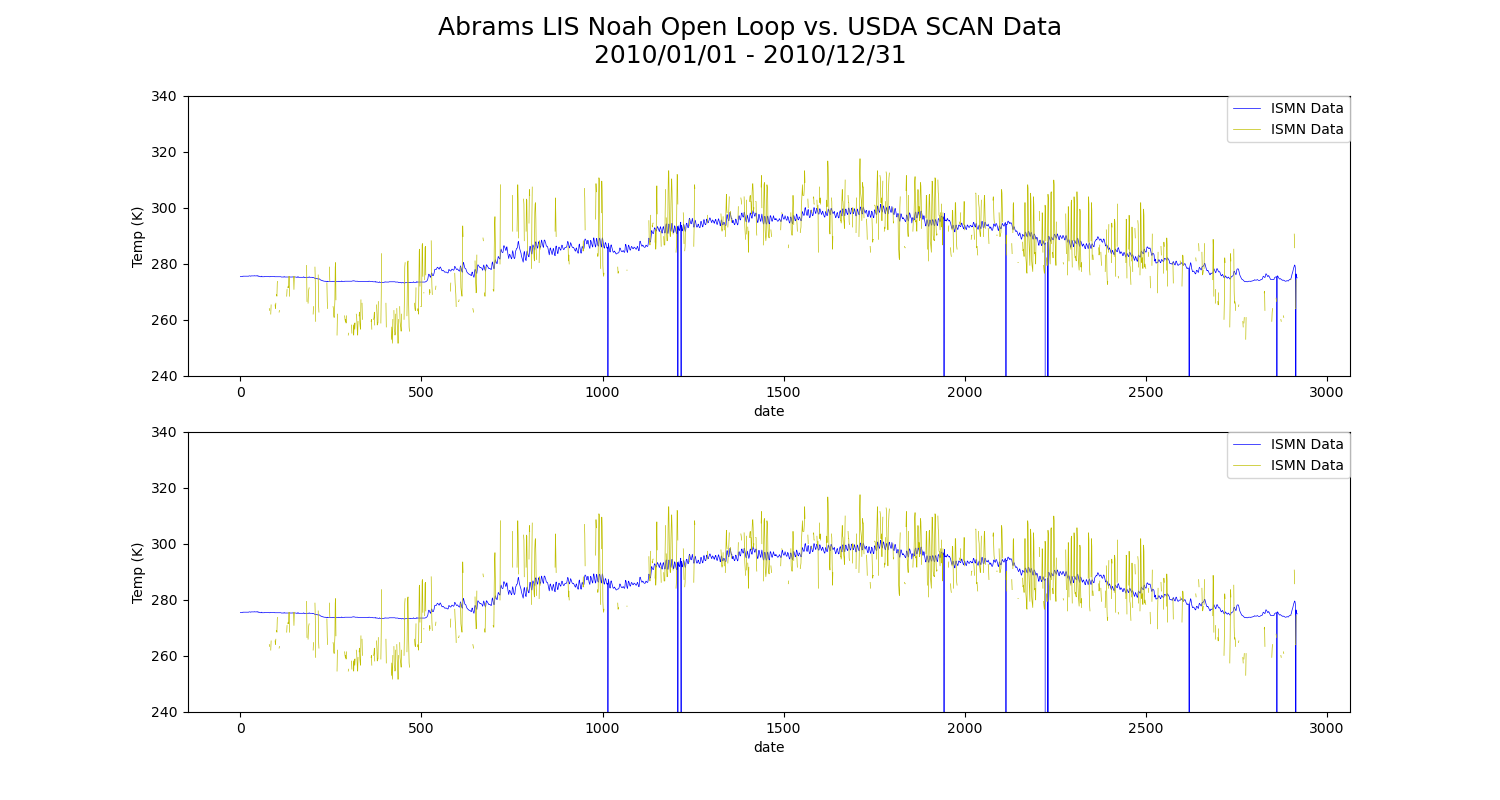 Abrams LIS Noah Open Loop vs. USDA SCAN Data
2010/01/01 - 2010/12/31
340
320
300
280
260
240
Temp (K)
ISMN Data
ISMN Data
0 500 1000 1500 2000 2500 3000
date
340
320
300
280
260
240
Temp (K)
ISMN Data
ISMN Data
0 500 1000 1500 2000 2500 3000
date